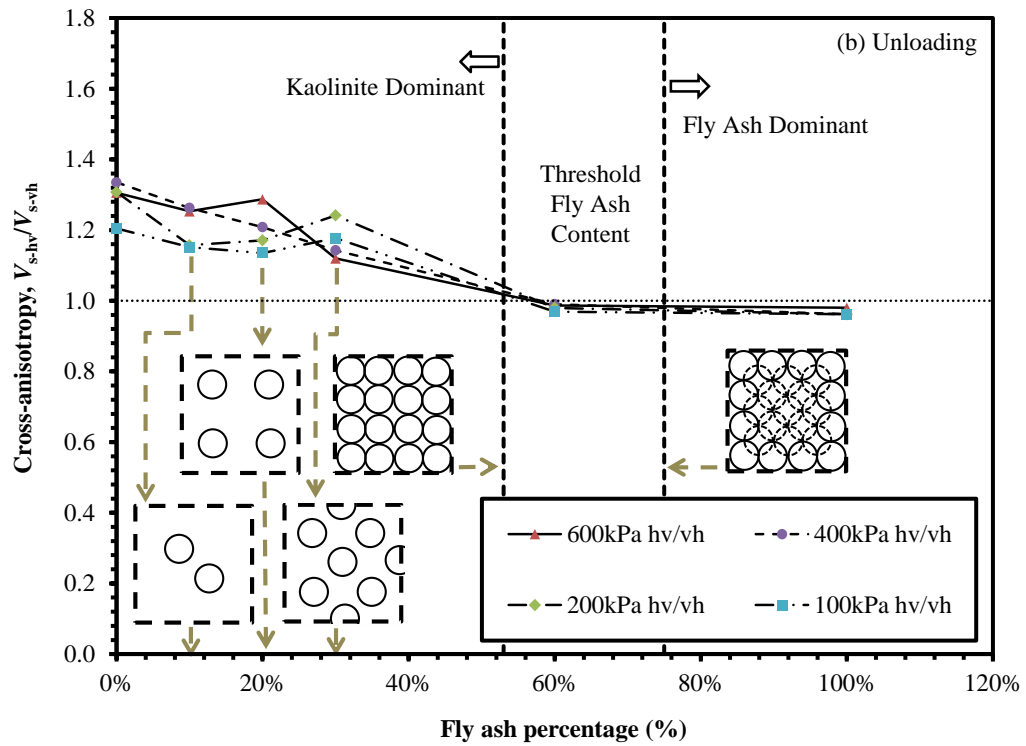 (b) Unloading
Kaolinite Dominant
Fly Ash Dominant
Threshold
Fly Ash
Content
Cross-anisotropy, Vs-hv/Vs-vh
1.8
1.6
1.4
1.2
1.0
0.8
0.6
0.4
0.2
0.0
600kPa hv/vh
400kPa hv/vh
200kPa hv/vh
100kPa hv/vh
0%
20%
40%
60%
80%
100%
120%
Fly ash percentage (%)